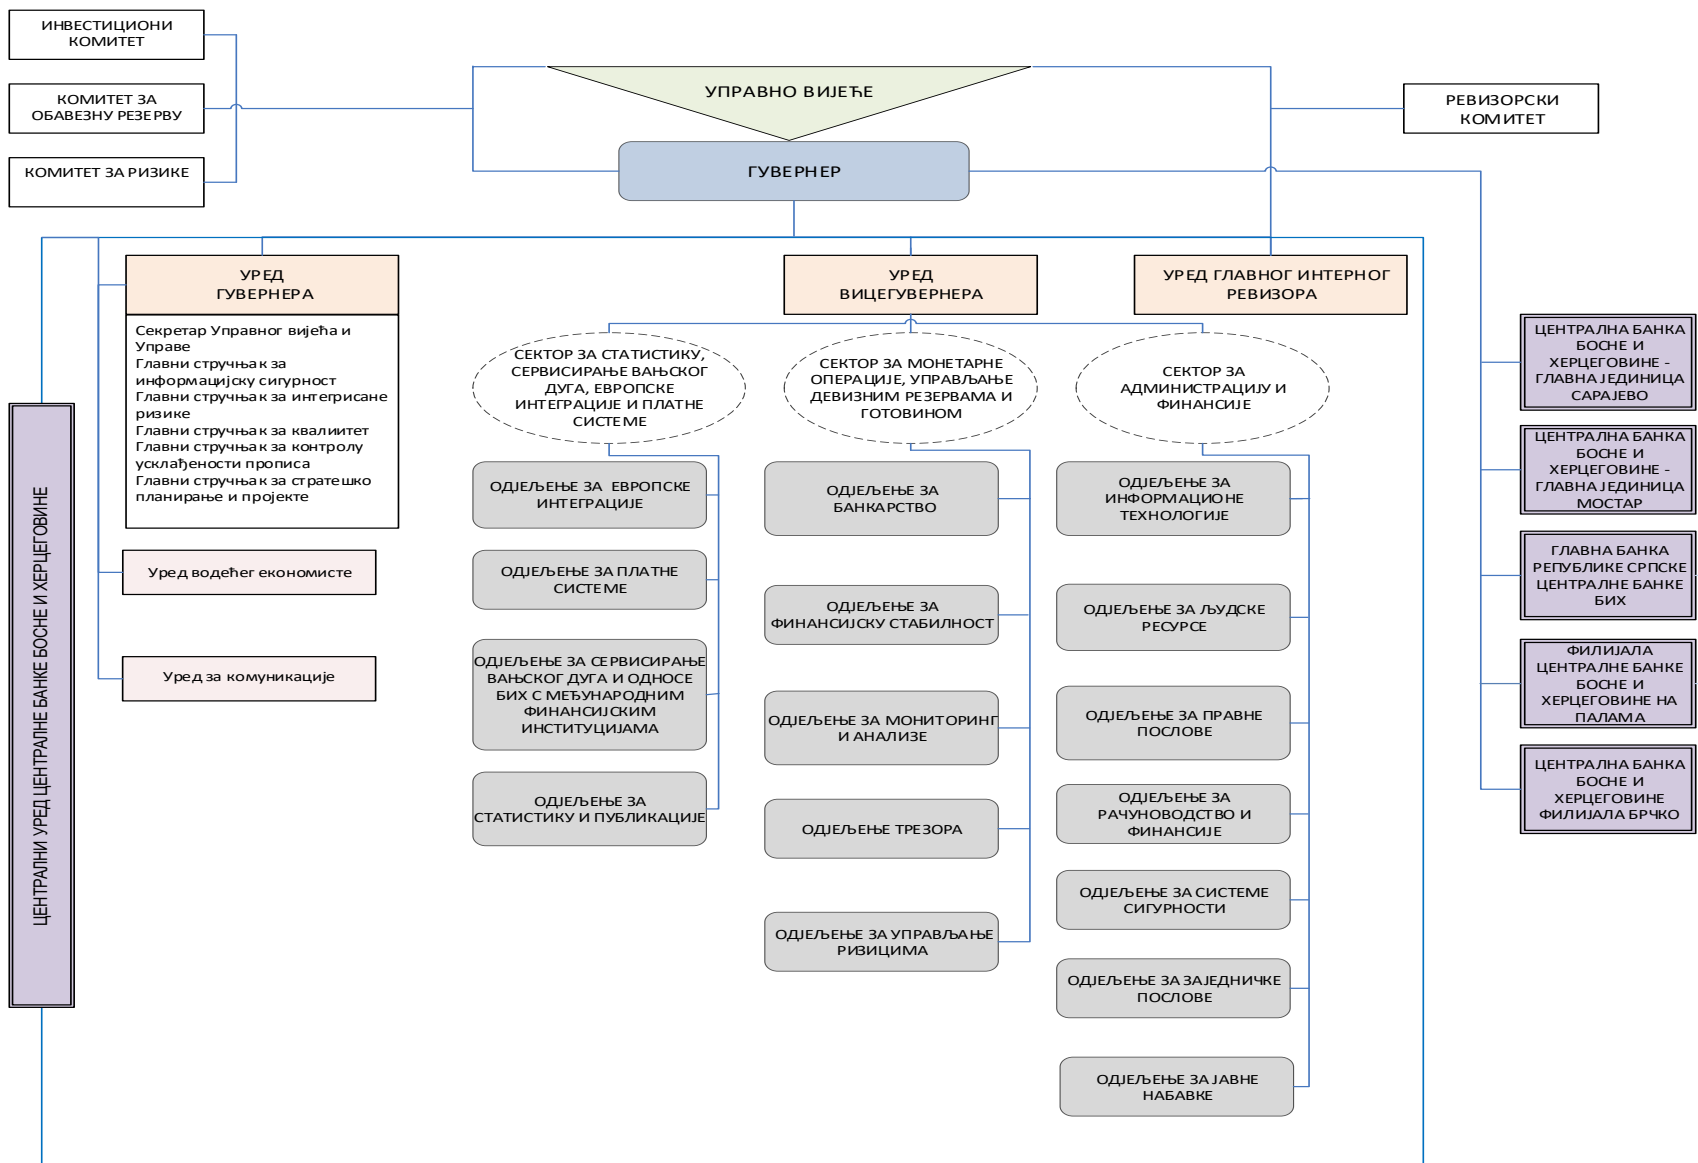 ИНВЕСТИЦИОНИ
КОМИТЕТ
КОМИТЕТ ЗА
ОБАВЕЗНУ РЕЗЕРВУ
КОМИТЕТ ЗА РИЗИКЕ
УПРАВНО ВИЈЕЋЕ
ГУВЕРНЕР
РЕВИЗОРСКИ
КОМИТЕТ
ЦЕНТРАЛНИ УРЕД ЦЕНТРАЛНЕ БАНКЕ БОСНЕ И ХЕРЦЕГОВИНЕ
УРЕД
ГУВЕРНЕРА
Секретар Управног вијећа и
Управе
Главни стручњак за
информацијску сигурност
Главни стручњак за интегрисане
ризике
Главни стручњак за квалиитет
Главни стручњак за контролу
усклађености прописа
Главни стручњак за стратешко
планирање и пројекте
Уред водећег економисте
Уред за комуникације
УРЕД
ВИЦЕГУВЕРНЕРА
УРЕД ГЛАВНОГ ИНТЕРНОГ
РЕВИЗОРА
СЕКТОР ЗА СТАТИСТИКУ,
СЕРВИСИРАЊЕ ВАЊСКОГ
ДУГА, ЕВРОПСКЕ
ИНТЕГРАЦИЈЕ И ПЛАТНЕ
СИСТЕМЕ
ОДЈЕЉЕЊЕ ЗА ЕВРОПСКЕ
ИНТЕГРАЦИЈЕ
ОДЈЕЉЕЊЕ ЗА ПЛАТНЕ
СИСТЕМЕ
ОДЈЕЉЕЊЕ ЗА СЕРВИСИРАЊЕ
ВАЊСКОГ ДУГА И ОДНОСЕ
БИХ С МЕЂУНАРОДНИМ
ФИНАНСИЈСКИМ
ИНСТИТУЦИЈАМА
ОДЈЕЉЕЊЕ ЗА
СТАТИСТИКУ И ПУБЛИКАЦИЈЕ
СЕКТОР ЗА МОНЕТАРНЕ
ОПЕРАЦИЈЕ, УПРАВЉАЊЕ
ДЕВИЗНИМ РЕЗЕРВАМА И
ГОТОВИНОМ
ОДЈЕЉЕЊЕ ЗА
БАНКАРСТВО
ОДЈЕЉЕЊЕ ЗА
ФИНАНСИЈСКУ СТАБИЛНОСТ
ОДЈЕЉЕЊЕ ЗА МОНИТОРИНГ
И АНАЛИЗЕ
ОДЈЕЉЕЊЕ ТРЕЗОРА
ОДЈЕЉЕЊЕ ЗА УПРАВЉАЊЕ
РИЗИЦИМА
СЕКТОР ЗА
АДМИНИСТРАЦИЈУ И
ФИНАНСИЈЕ
ОДЈЕЉЕЊЕ ЗА
ИНФОРМАЦИОНЕ
ТЕХНОЛОГИЈЕ
ОДЈЕЉЕЊЕ ЗА ЉУДСКЕ
РЕСУРСЕ
ОДЈЕЉЕЊЕ ЗА ПРАВНЕ
ПОСЛОВЕ
ОДЈЕЉЕЊЕ ЗА
РАЧУНОВОДСТВО И
ФИНАНСИЈЕ
ОДЈЕЉЕЊЕ ЗА СИСТЕМЕ
СИГУРНОСТИ
ОДЈЕЉЕЊЕ ЗА ЗАЈЕДНИЧКЕ
ПОСЛОВЕ
ОДЈЕЉЕЊЕ ЗА ЈАВНЕ
НАБАВКЕ
ЦЕНТРАЛНА БАНКА
БОСНЕ И
ХЕРЦЕГОВИНЕ -
ГЛАВНА ЈЕДИНИЦА
САРАЈЕВО
ЦЕНТРАЛНА БАНКА
БОСНЕ И
ХЕРЦЕГОВИНЕ -
ГЛАВНА ЈЕДИНИЦА
МОСТАР
ГЛАВНА БАНКА
РЕПУБЛИКЕ СРПСКЕ
ЦЕНТРАЛНЕ БАНКЕ
БИХ
ФИЛИЈАЛА
ЦЕНТРАЛНЕ БАНКЕ
БОСНЕ И
ХЕРЦЕГОВИНЕ НА
ПАЛАМА
ЦЕНТРАЛНА БАНКА
БОСНЕ И
ХЕРЦЕГОВИНЕ
ФИЛИЈАЛА БРЧКО